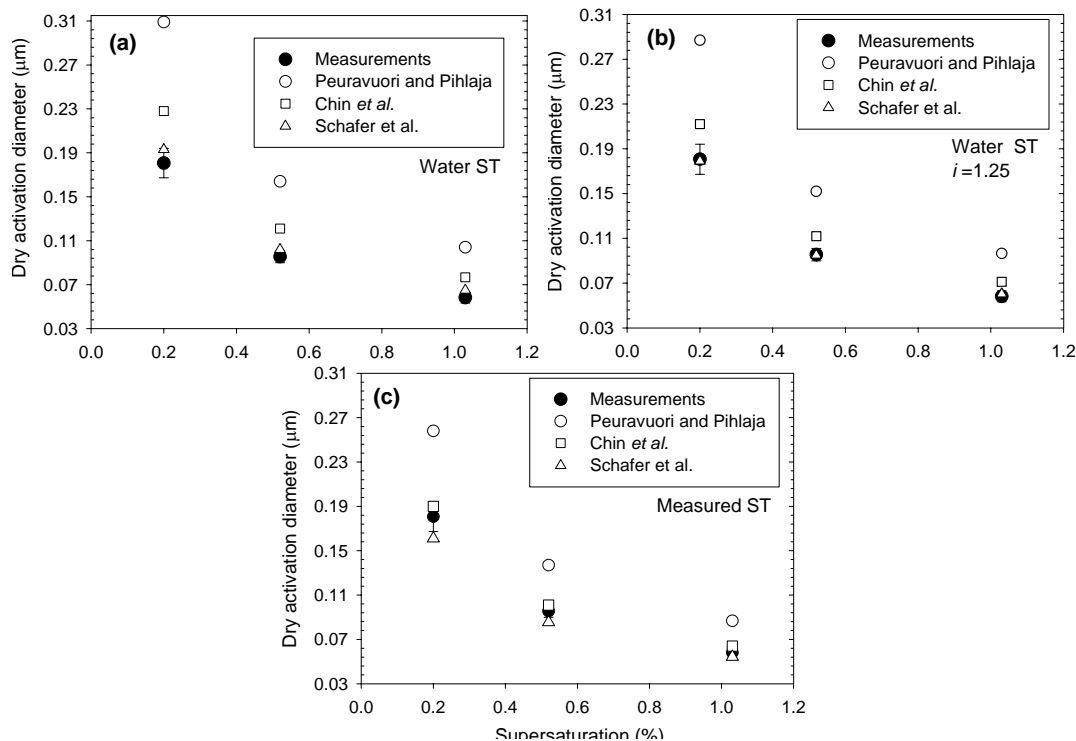 (a)
Measurements
Peuravuori and Pihlaja
Chin et al.
Schafer et al.
Water ST
Dry activation diameter (μm)
0.31
0.27
0.23
0.19
0.15
0.11
0.07
0.03
0.0 0.2 0.4 0.6 0.8 1.0 1.2
(b)
Measurements
Peuravuori and Pihlaja
Chin et al.
Schafer et al.
Water ST
i =1.25
Dry activation diameter (μm)
0.31
0.27
0.23
0.19
0.15
0.11
0.07
0.03
0.0 0.2 0.4 0.6 0.8 1.0 1.2
(c)
Measurements
Peuravuori and Pihlaja
Chin et al.
Schafer et al.
Measured ST
Dry activation diameter (μm)
0.31
0.27
0.23
0.19
0.15
0.11
0.07
0.03
0.0 0.2 0.4 0.6 0.8 1.0 1.2
Supersaturation (%)